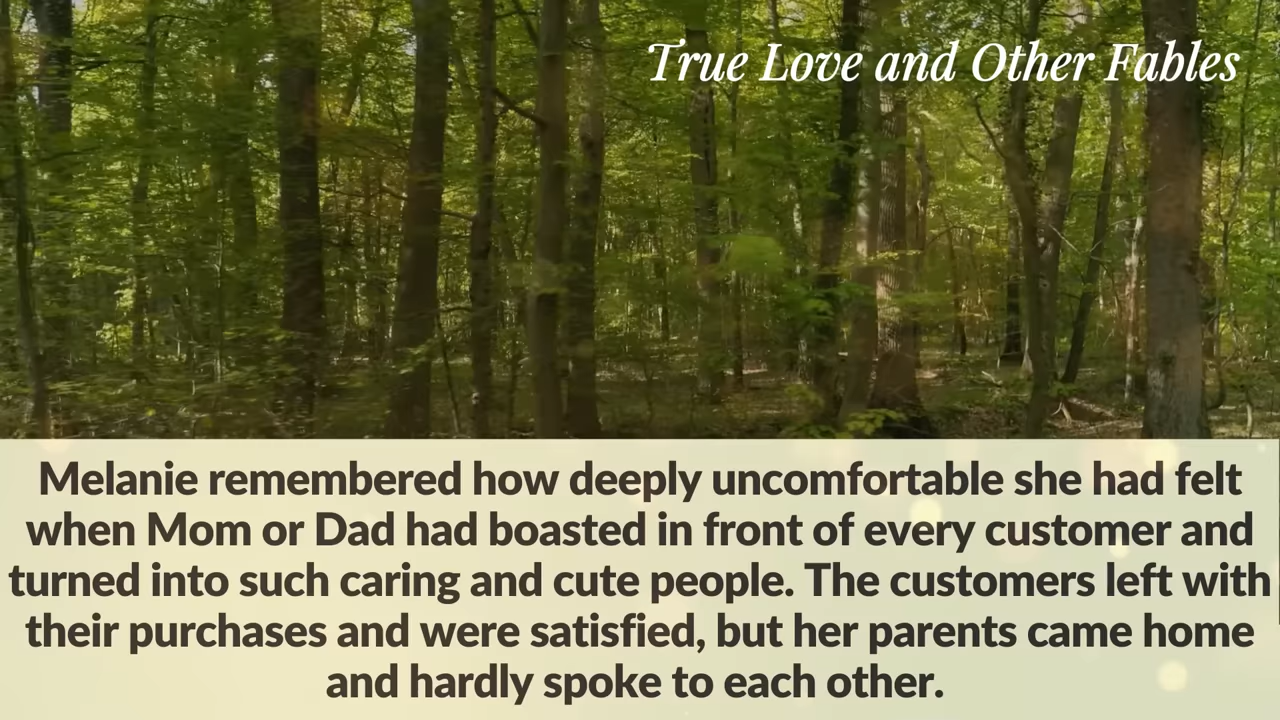 True Love and Other Fables
Melanie remembered how deeply uncomfortable she had felt
when Mom or Dad had boasted in front of every customer and
turned into such caring and cute people. The customers left with
their purchases and were satisfied, but her parents came home
and hardly spoke to each other.